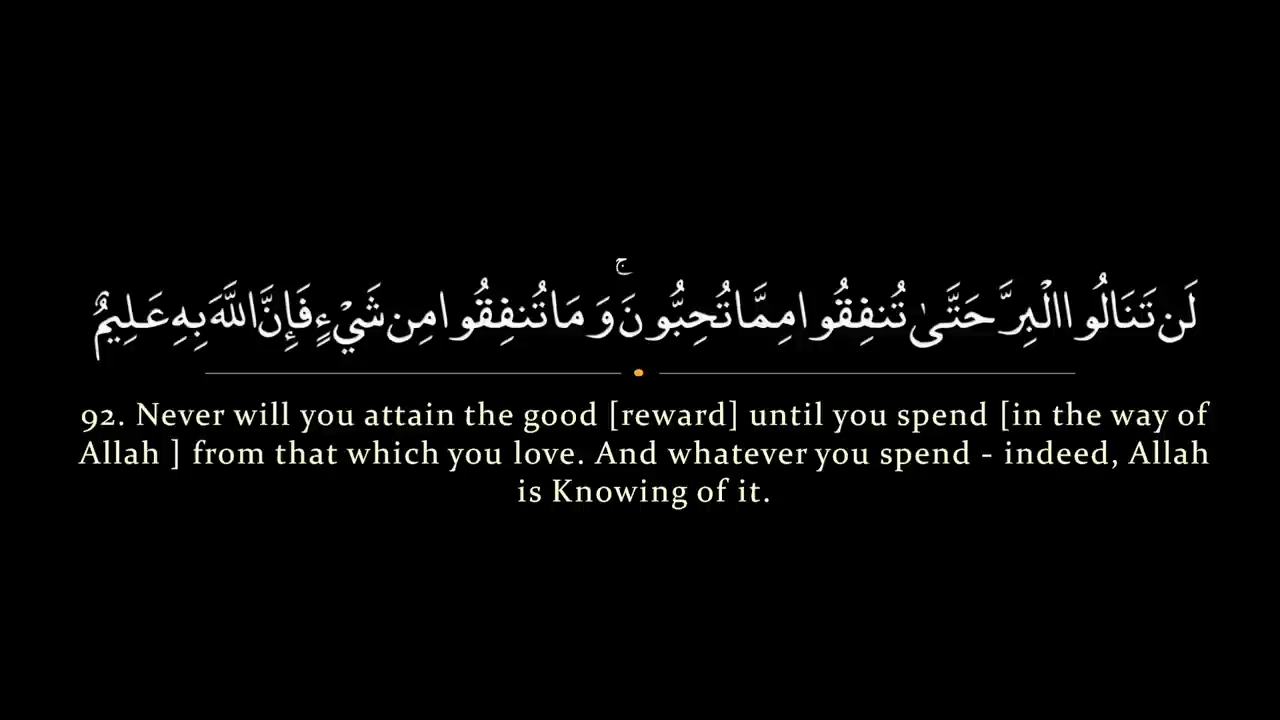 لَن تَنَالُوا الْبِرَّ حَتَّىٰ تُنفِقُوا مِمَّا تُحِبُّونَ ۚ وَمَا تُنفِقُوا مِن شَيْءٍ فَإِنَّ اللَّهَ بِهِ عَلِيمٌ
92. Never will you attain the good [reward] until you spend [in the way of
Allah ] from that which you love. And whatever you spend - indeed, Allah
is Knowing of it.